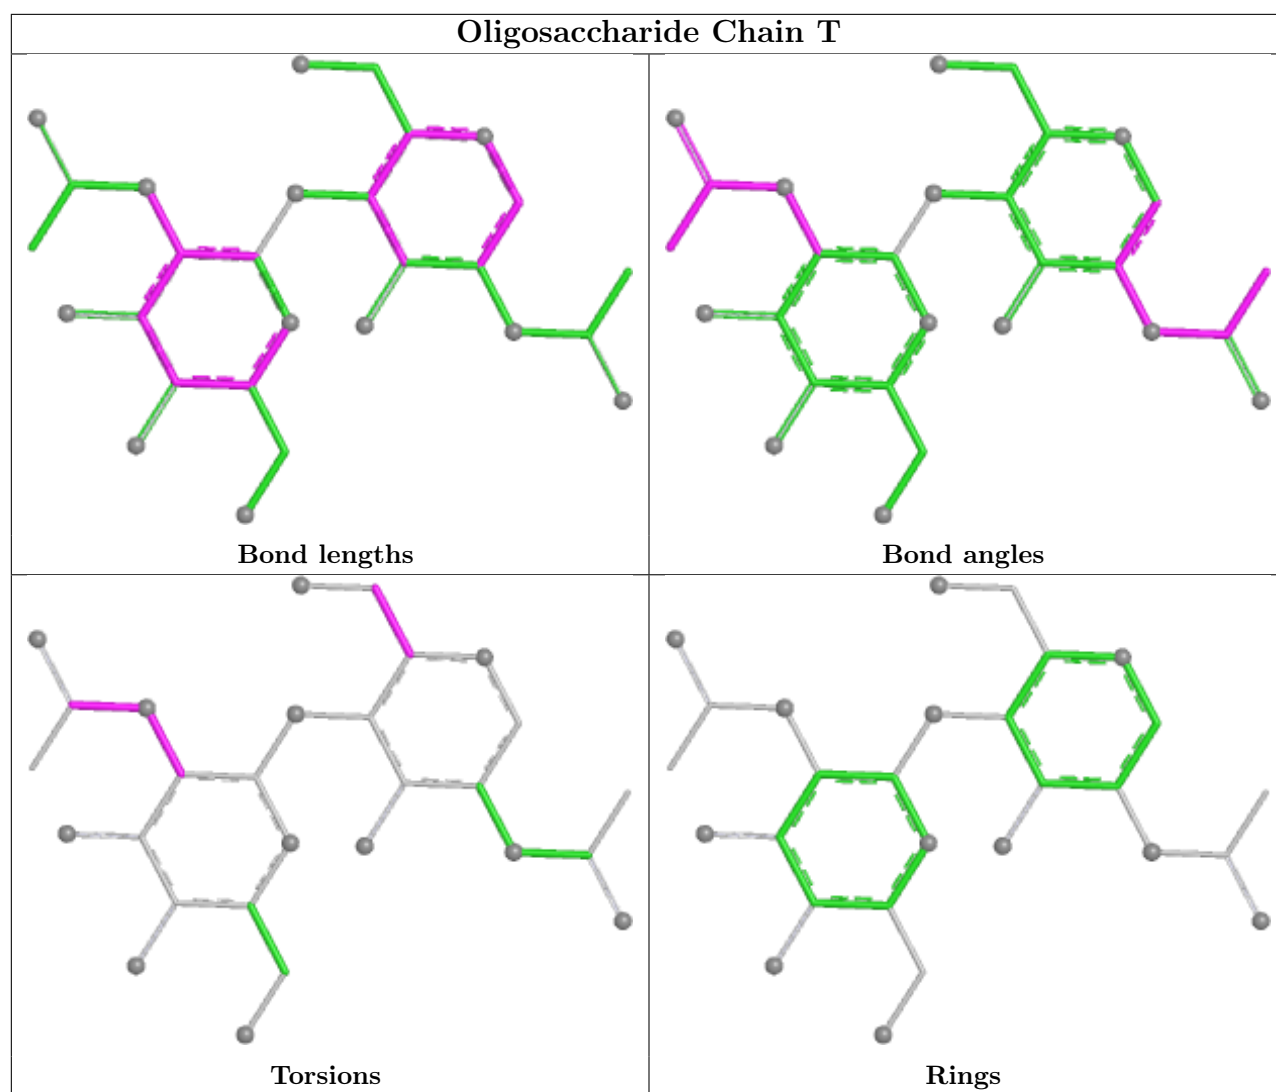 Oligosaccharide Chain T
Bond lengths
Bond angles
Torsions
Rings